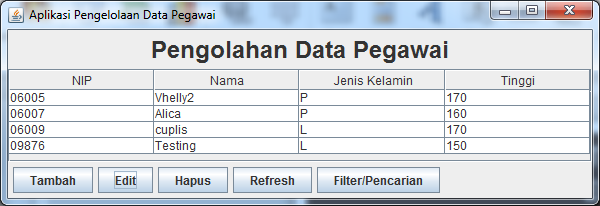 Aplikasi Pengelolaan Data Pegawai
Pengolahan Data Pegawai
NIP Nama Jenis Kelamin Tinggi
06005 Vhelly2 P 170
06007 Alica P 160
06009 cuplis L 170
09876 Testing L 150
Tambah Edit Hapus Refresh Filter/Pencarian